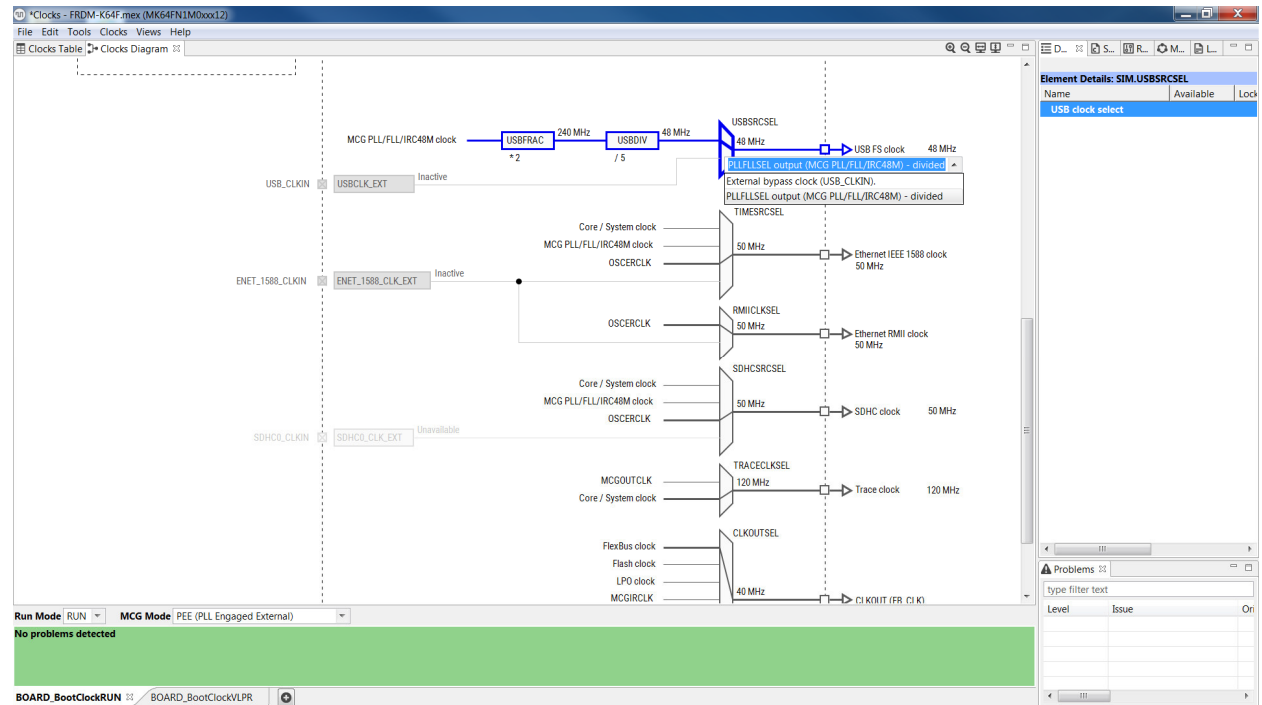 *Clocks - FRDM-K64F.mex (MK64FN1M0xxx12)
File Edit Tools Clocks Views Help
Clocks Table Clocks Diagram
D... S... R... M... L...
Element Details: SIM.USBSRCSEL
Name Available Lock
USB clock select
USBSRCSEL
MCG PLL/FLL/IRC48M clock USBFRAC 240 MHz USBDIV 48 MHz 48 MHz USB FS clock 48 MHz
* 2 / 5
PLLFLLSEL output (MCG PLL/FLL/IRC48M) - divided
USB_CLKIN USBCLK_EXT Inactive
External bypass clock (USB_CLKIN).
PLLFLLSEL output (MCG PLL/FLL/IRC48M) - divided
TIMESRCSEL
Core / System clock
MCG PLL/FLL/IRC48M clock 50 MHz
OSCERCLK Ethernet IEEE 1588 clock
50 MHz
ENET_1588_CLKIN ENET_1588_CLK_EXT Inactive
RMIICLKSEL
OSCERCLK 50 MHz Ethernet RMII clock
50 MHz
SDHCSRCSEL
Core / System clock
MCG PLL/FLL/IRC48M clock 50 MHz
OSCERCLK SDHC clock 50 MHz
SDHC0_CLKIN SDHC0_CLK_EXT Unavailable
TRACECLKSEL
MCGOUTCLK 120 MHz
Core / System clock Trace clock 120 MHz
CLKOUTSEL
FlexBus clock
Flash clock
LPO clock
MCGIRCLK 40 MHz CLKOUT (FB_CLK)
Problems
type filter text
Level Issue Ori
Run Mode RUN MCG Mode PEE (PLL Engaged External)
No problems detected
BOARD_BootClockRUN BOARD_BootClockVLPR